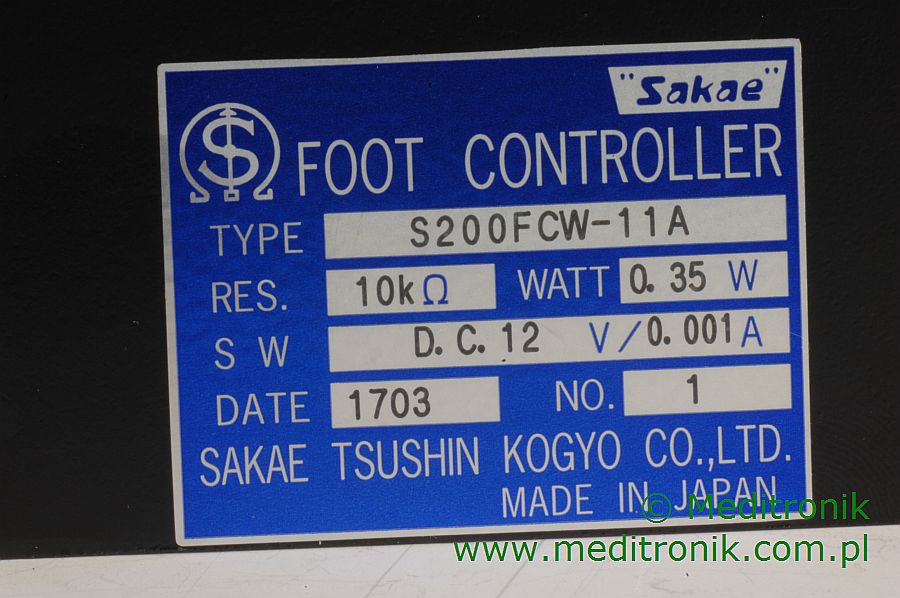 "Sakae"
FOOT CONTROLLER
TYPE S200FCW-11A
RES. 10kΩ WATT 0.35 W
S W D.C.12 V/0.001A
DATE 1703 NO. 1
SAKAE TSUSHIN KOGYO CO.,LTD.
MADE IN JAPAN
© Meditronik
www.meditronik.com.pl